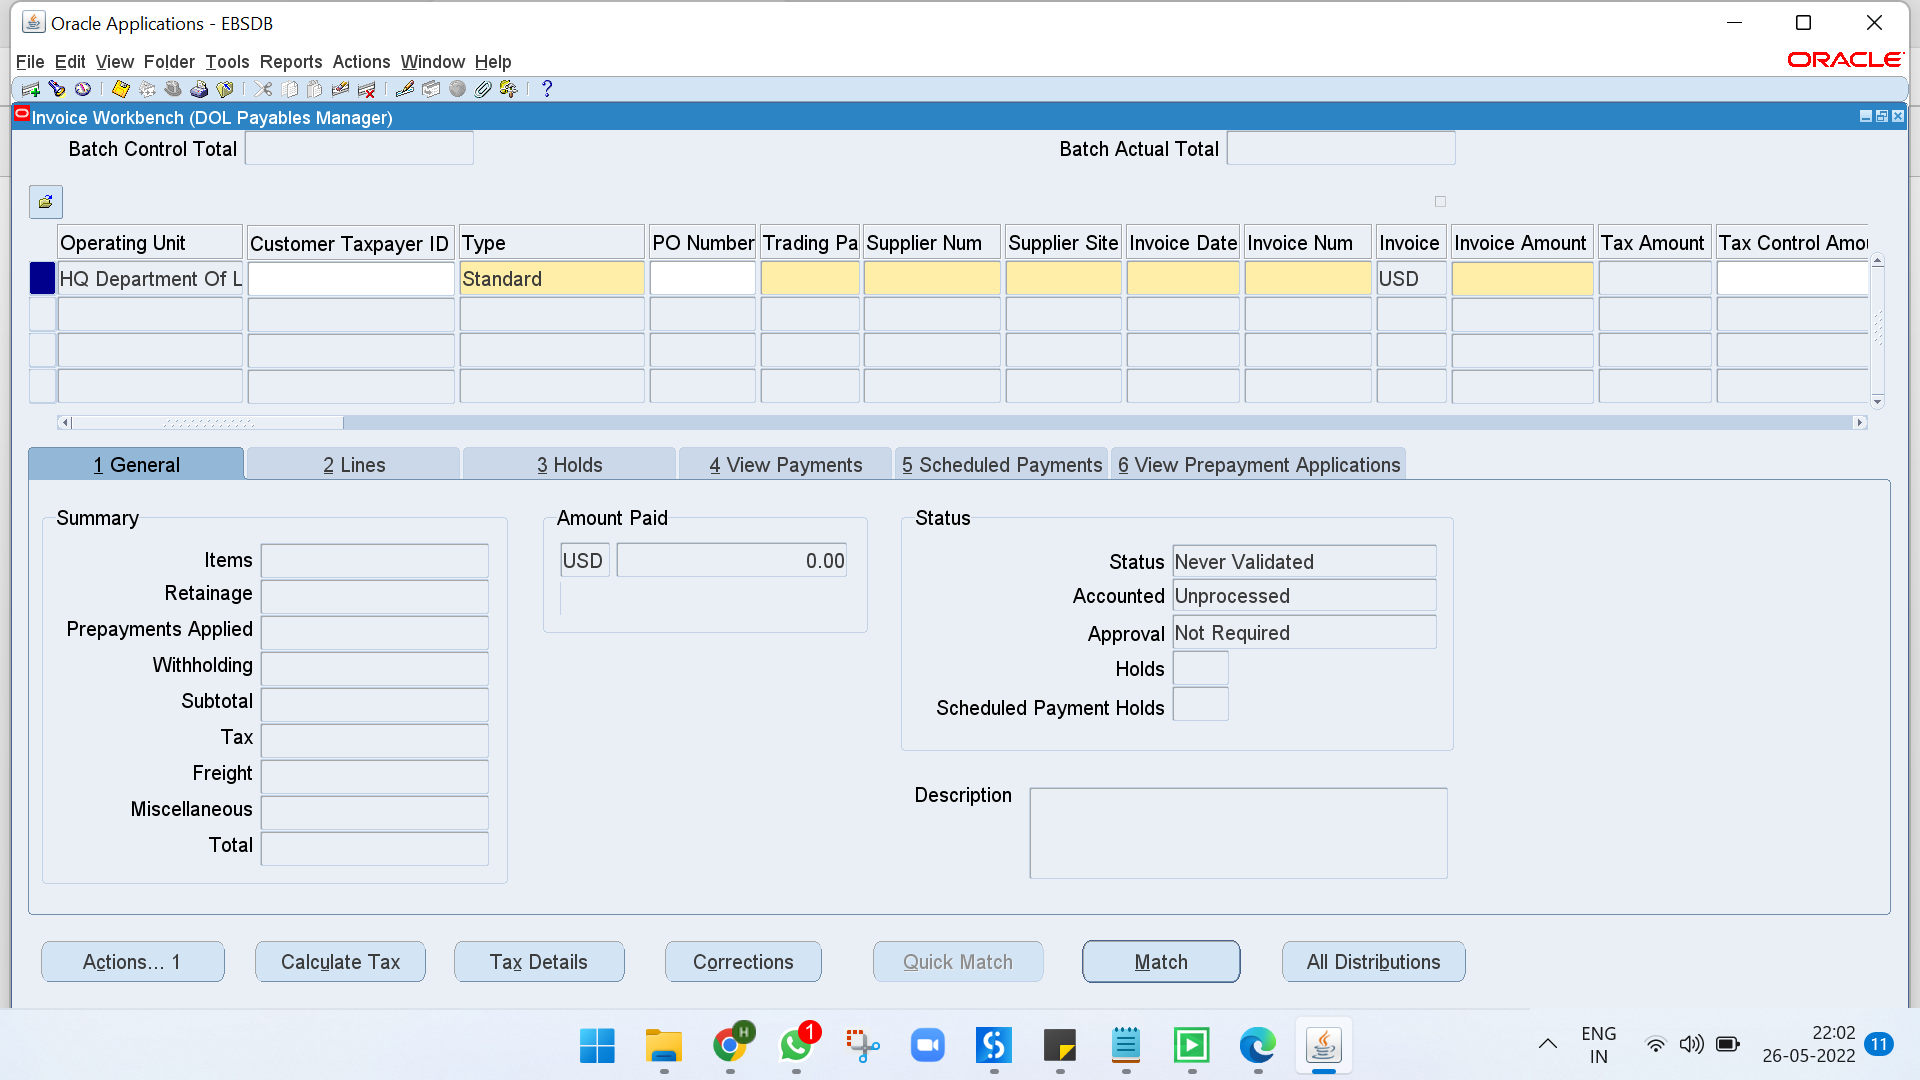 Oracle Applications - EBSDB
File Edit View Folder Tools Reports Actions Window Help
ORACLE
Invoice Workbench (DOL Payables Manager)
Batch Control Total
Batch Actual Total
Operating Unit Customer Taxpayer ID Type PO Number Trading Pa Supplier Num Supplier Site Invoice Date Invoice Num Invoice Invoice Amount Tax Amount Tax Control Amou
HQ Department Of L Standard USD
1 General 2 Lines 3 Holds 4 View Payments 5 Scheduled Payments 6 View Prepayment Applications
Summary
Items
Retainage
Prepayments Applied
Withholding
Subtotal
Tax
Freight
Miscellaneous
Total
Amount Paid
USD 0.00
Status
Status Never Validated
Accounted Unprocessed
Approval Not Required
Holds
Scheduled Payment Holds
Description
Actions... 1 Calculate Tax Tax Details Corrections Quick Match Match All Distributions
H
1
ENG
IN
22:02
26-05-2022
11